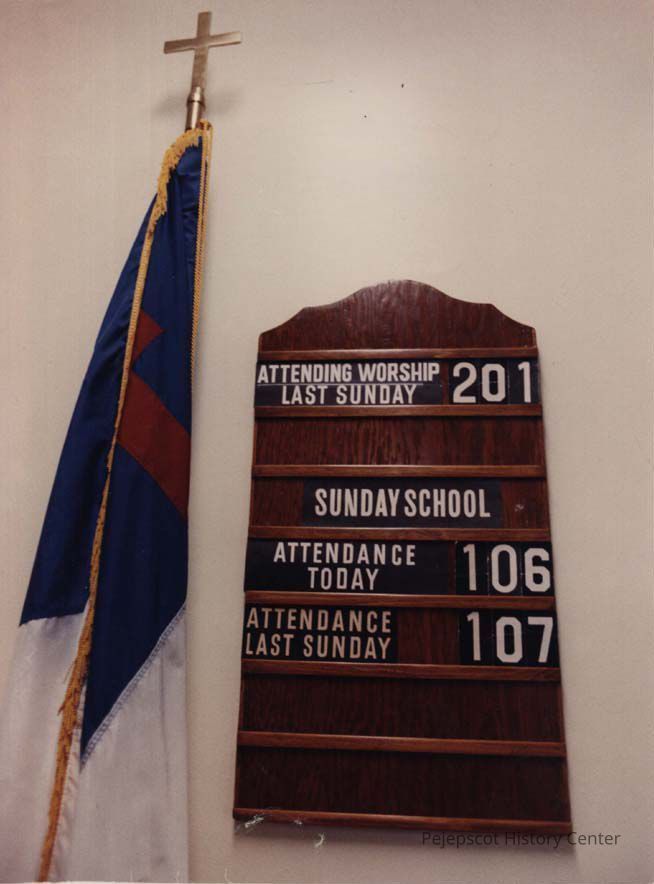 ATTENDING WORSHIP
LAST SUNDAY
201
SUNDAY SCHOOL
ATTENDANCE
TODAY
106
ATTENDANCE
LAST SUNDAY
107
Pejepscot History Center